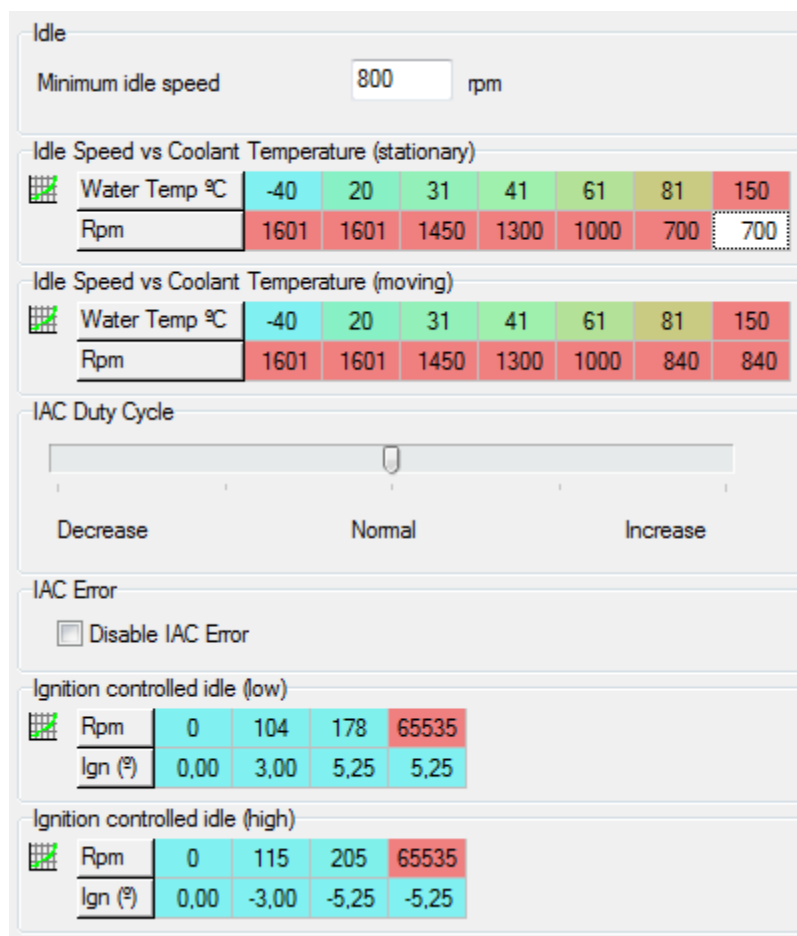 Idle
Minimum idle speed 800 rpm
Idle Speed vs Coolant Temperature (stationary)
Water Temp ºC -40 20 31 41 61 81 150
Rpm 1601 1601 1450 1300 1000 700 700
Idle Speed vs Coolant Temperature (moving)
Water Temp ºC -40 20 31 41 61 81 150
Rpm 1601 1601 1450 1300 1000 840 840
IAC Duty Cycle
Decrease Normal Increase
IAC Error
Disable IAC Error
Ignition controlled idle (low)
Rpm 0 104 178 65535
Ign (º) 0,00 3,00 5,25 5,25
Ignition controlled idle (high)
Rpm 0 115 205 65535
Ign (º) 0,00 -3,00 -5,25 -5,25